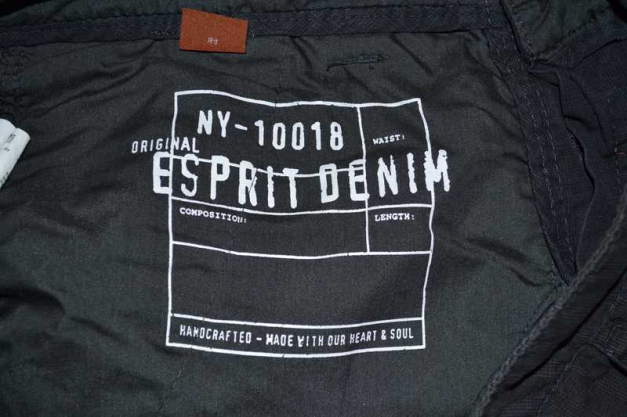 NY-10018
WAIST:
ORIGINAL
ESPRIT DENIM
COMPOSITION:
LENGTH:
HANDCRAFTED - MADE WITH OUR HEART & SOUL